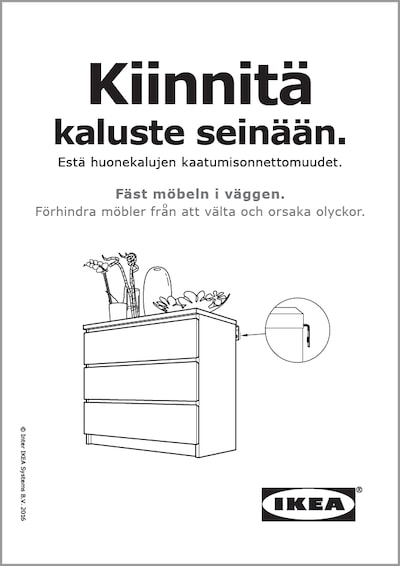 Kiinnitä
kaluste seinään.
Estä huonekalujen kaatumisonnettomuudet.
Fäst möbeln i väggen.
Förhindra möbler från att välta och orsaka olyckor.
© Inter IKEA Systems B.V. 2016
IKEA®